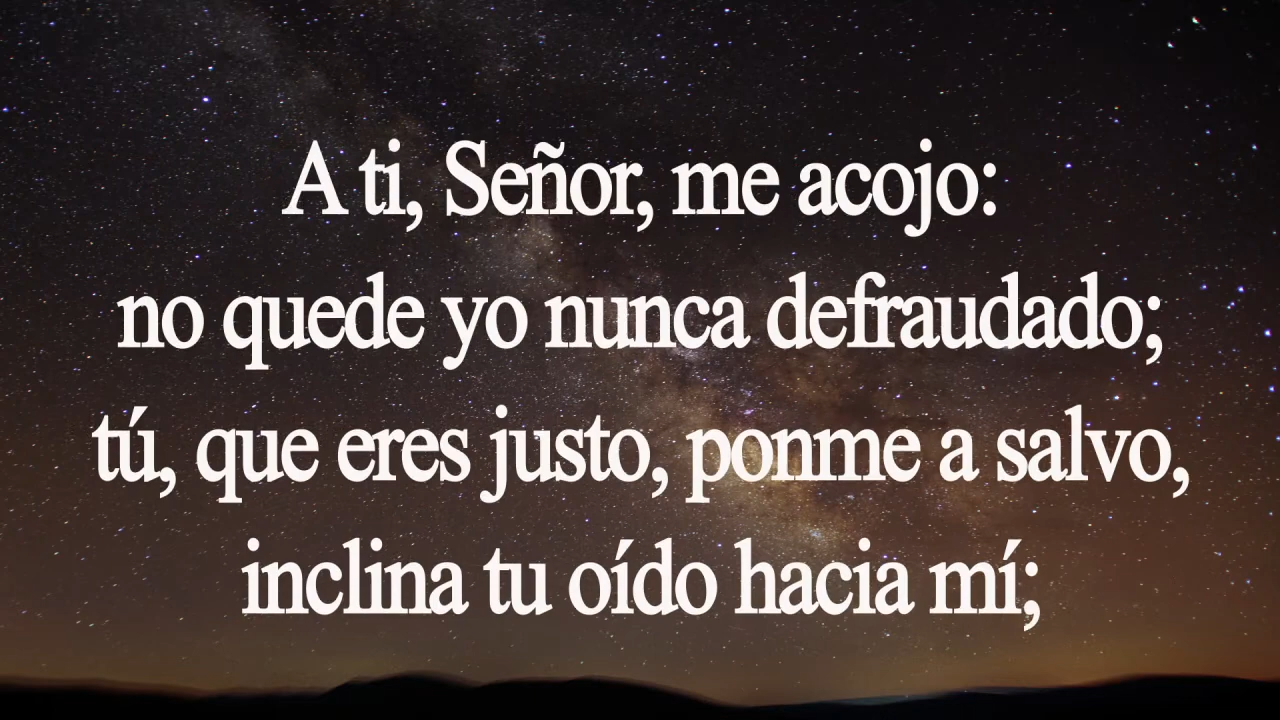 A ti, Señor, me acojo:
no quede yo nunca defraudado;
tú, que eres justo, ponme a salvo,
inclina tu oído hacia mí;